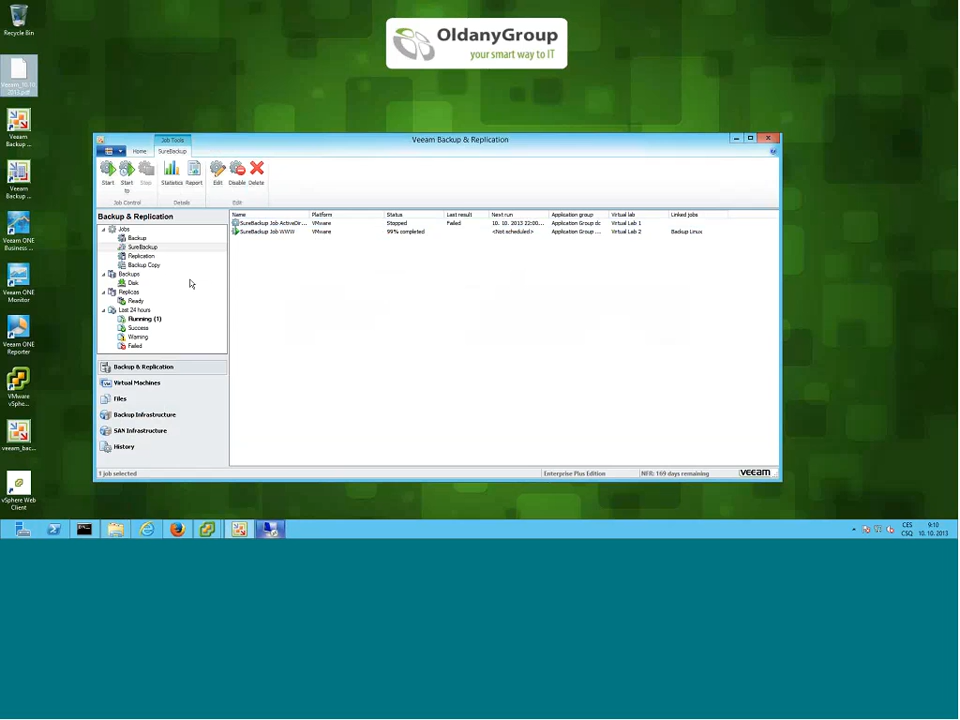 OldanyGroup
your smart way to IT
Recycle Bin
Veeam_10.10.
2013.pdf
Veeam
Backup ...
Veeam
Backup ...
Veeam ONE
Business ...
Veeam ONE
Monitor
Veeam ONE
Reporter
VMware
vSphe...
veeam_bac...
vSphere Web
Client
Job Tools
Veeam Backup & Replication
Home
SureBackup
Start
Start
to
Stop
Statistics
Report
Edit
Disable
Delete
Job Control
Details
Edit
Backup & Replication
Jobs
Backup
SureBackup
Replication
Backup Copy
Backups
Disk
Replicas
Ready
Last 24 hours
Running (1)
Success
Warning
Failed
Backup & Replication
Virtual Machines
Files
Backup Infrastructure
SAN Infrastructure
History
Name Platform Status Last result Next run Application group Virtual lab Linked jobs
SureBackup Job ActiveDir... VMware Stopped Failed 10. 10. 2013 22:00... Application Group dc Virtual Lab 1
SureBackup Job WWW VMware 99% completed <Not scheduled> Application Group ... Virtual Lab 2 Backup Linux
1 job selected
Enterprise Plus Edition
NFR: 169 days remaining
veeam
CES
CSQ
9:10
10. 10. 2013